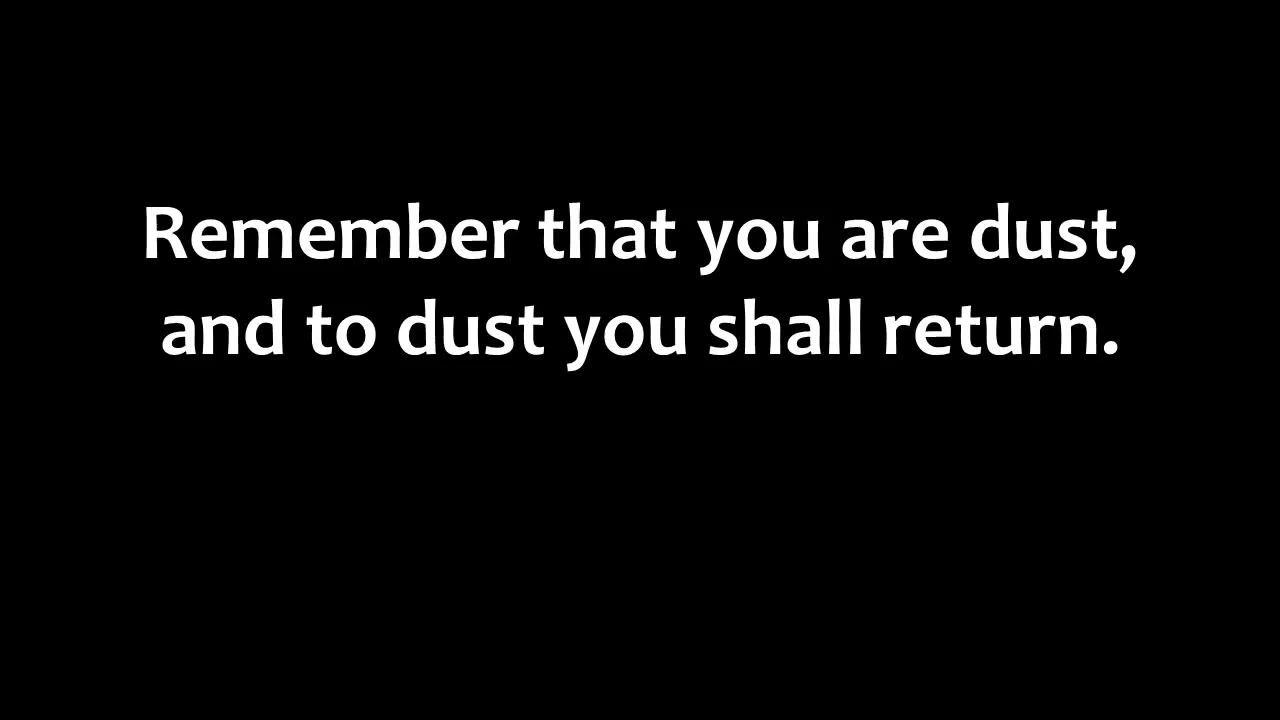 Remember that you are dust,
and to dust you shall return.